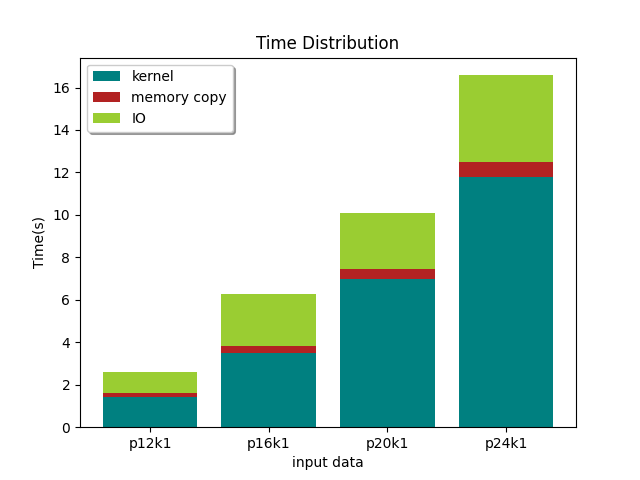 Time Distribution
kernel
memory copy
IO
16
14
12
10
8
6
4
2
0
Time(s)
p12k1 p16k1 p20k1 p24k1
input data